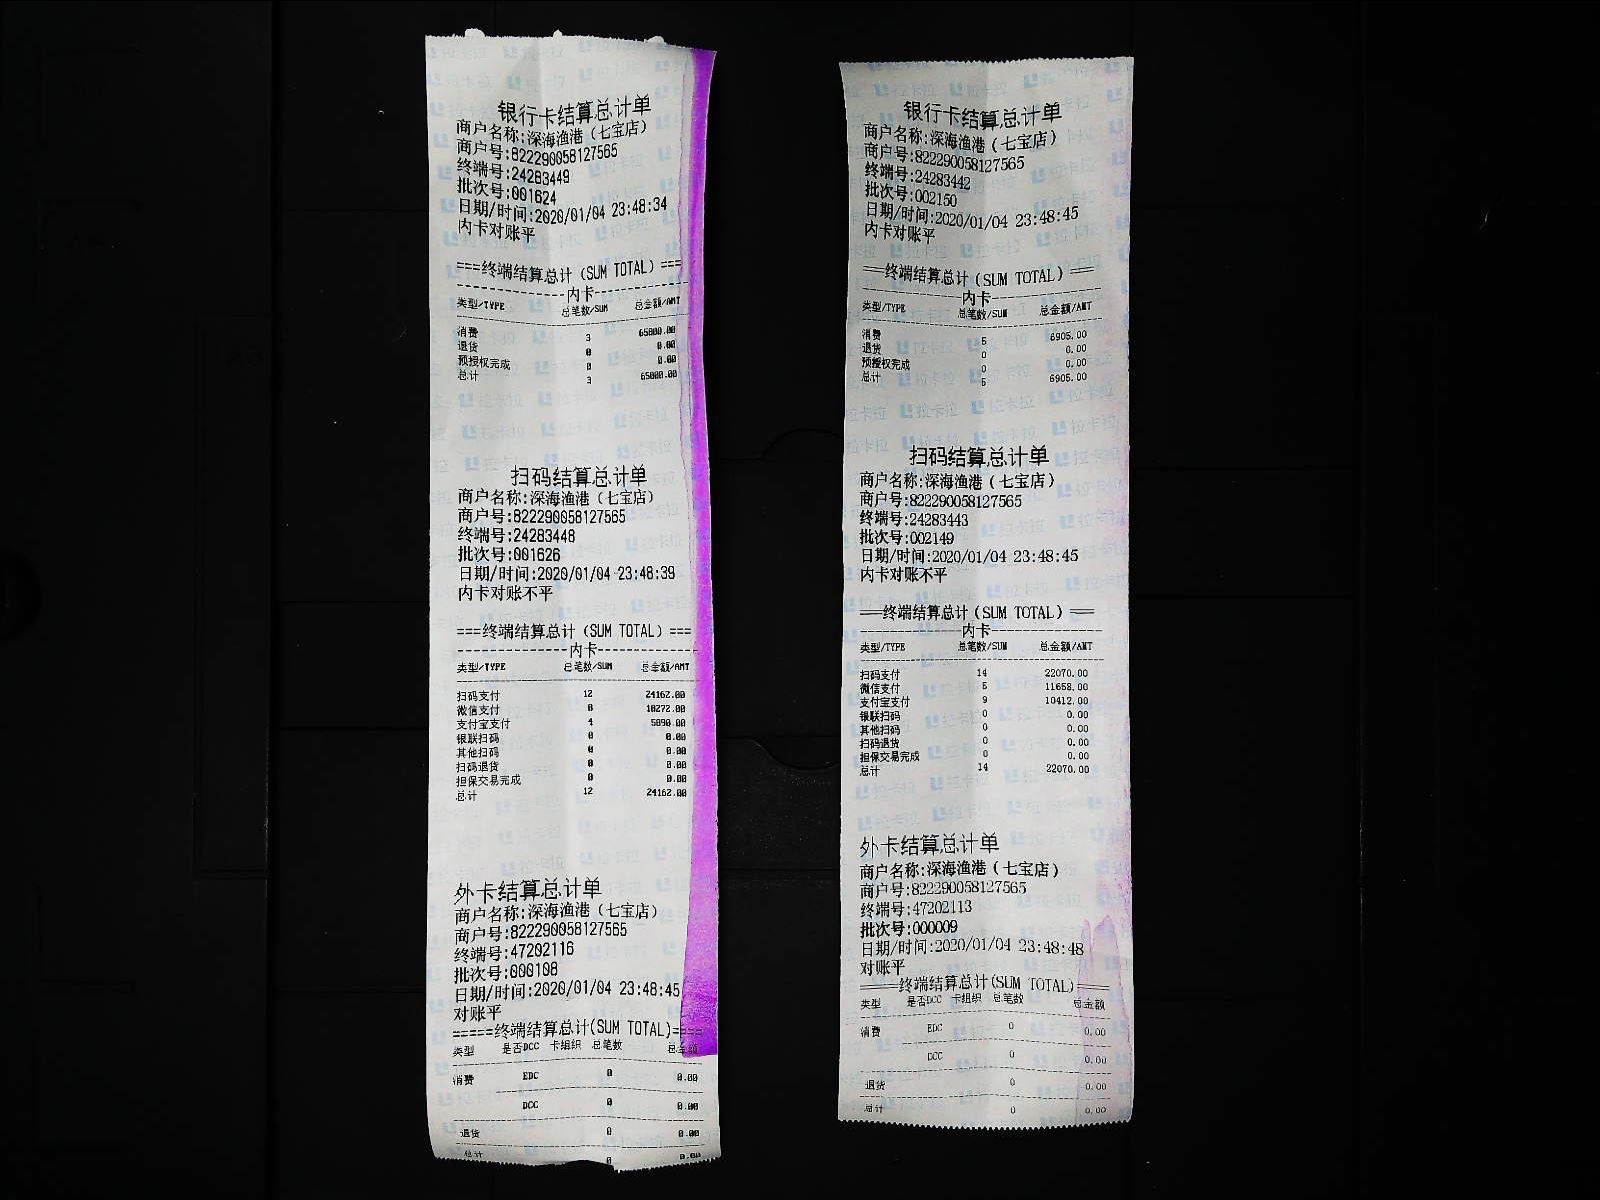 银行卡结算总计单
商户名称:深海渔港（七宝店）
商户号:822290058127565
终端号:24283449
批次号:001624
日期/时间:2020/01/04 23:48:34
内卡对账平
===终端结算总计（SUM TOTAL）===
内卡
类型/TYPE 总笔数/SUM 总金额/AMT
消费 3 65800.00
退货 0 0.00
预授权完成 0 0.00
总计 3 65800.00
扫码结算总计单
商户名称:深海渔港（七宝店）
商户号:822290058127565
终端号:24283448
批次号:001626
日期/时间:2020/01/04 23:48:39
内卡对账不平
===终端结算总计（SUM TOTAL）===
内卡
类型/TYPE 总笔数/SUM 总金额/AMT
扫码支付 12 24162.00
微信支付 8 18272.00
支付宝支付 4 5890.00
银联扫码 0 0.00
其他扫码 0 0.00
扫码退货 0 0.00
担保交易完成 0 0.00
总计 12 24162.00
外卡结算总计单
商户名称:深海渔港（七宝店）
商户号:822290058127565
终端号:47202116
批次号:000108
日期/时间:2020/01/04 23:48:45
对账平
=====终端结算总计(SUM TOTAL)=====
类型 是否DCC 卡组织 总笔数 总金额
消费 EDC 0 0.00
DCC 0 0.00
退货 0 0.00
总计 0 0.00
银行卡结算总计单
商户名称:深海渔港（七宝店）
商户号:822290058127565
终端号:24283442
批次号:002150
日期/时间:2020/01/04 23:48:45
内卡对账平
===终端结算总计（SUM TOTAL）===
内卡
类型/TYPE 总笔数/SUM 总金额/AMT
消费 5 6905.00
退货 0 0.00
预授权完成 0 0.00
总计 5 6905.00
扫码结算总计单
商户名称:深海渔港（七宝店）
商户号:822290058127565
终端号:24283443
批次号:002149
日期/时间:2020/01/04 23:48:45
内卡对账不平
===终端结算总计（SUM TOTAL）===
内卡
类型/TYPE 总笔数/SUM 总金额/AMT
扫码支付 14 22070.00
微信支付 5 11658.00
支付宝支付 9 10412.00
银联扫码 0 0.00
其他扫码 0 0.00
扫码退货 0 0.00
担保交易完成 0 0.00
总计 14 22070.00
外卡结算总计单
商户名称:深海渔港（七宝店）
商户号:822290058127565
终端号:47202113
批次号:000009
日期/时间:2020/01/04 23:48:48
对账平
=====终端结算总计(SUM TOTAL)=====
类型 是否DCC 卡组织 总笔数 总金额
消费 EDC 0 0.00
DCC 0 0.00
退货 0 0.00
总计 0 0.00